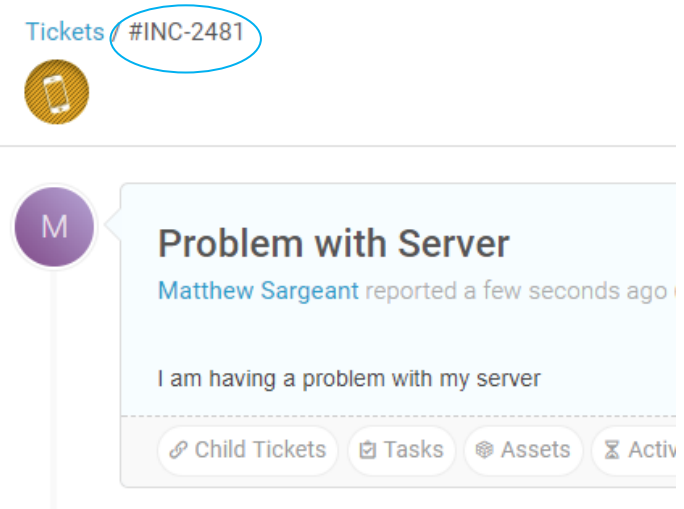 Tickets / #INC-2481
M
Problem with Server
Matthew Sargeant reported a few seconds ago
I am having a problem with my server
Child Tickets Tasks Assets